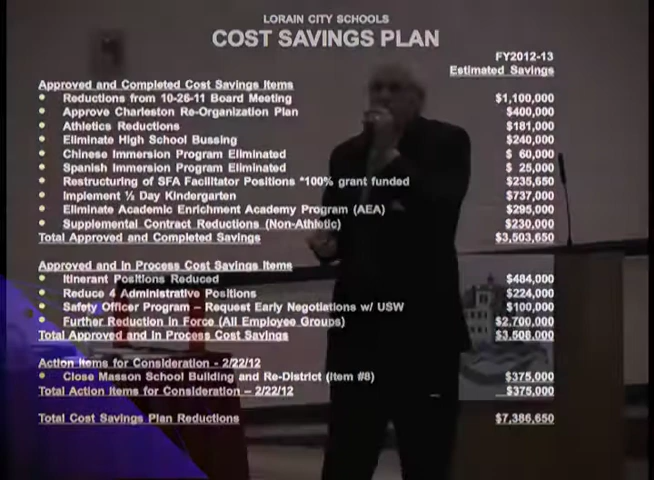 LORAIN CITY SCHOOLS
COST SAVINGS PLAN
FY2012-13
Estimated Savings
Approved and Completed Cost Savings Items
• Reductions from 10-26-11 Board Meeting $1,100,000
• Approve Charleston Re-Organization Plan $400,000
• Athletics Reductions $181,000
• Eliminate High School Bussing $240,000
• Chinese Immersion Program Eliminated $ 60,000
• Spanish Immersion Program Eliminated $ 25,000
• Restructuring of SFA Facilitator Positions *100% grant funded $235,650
• Implement ½ Day Kindergarten $737,000
• Eliminate Academic Enrichment Academy Program (AEA) $295,000
• Supplemental Contract Reductions (Non-Athletic) $230,000
Total Approved and Completed Savings $3,503,650
Approved and In Process Cost Savings Items
• Itinerant Positions Reduced $484,000
• Reduce 4 Administrative Positions $224,000
• Safety Officer Program – Request Early Negotiations w/ USW $100,000
• Further Reduction in Force (All Employee Groups) $2,700,000
Total Approved and In Process Cost Savings $3,508,000
Action Items for Consideration - 2/22/12
• Close Masson School Building and Re-District (Item #8) $375,000
Total Action Items for Consideration – 2/22/12 $375,000
Total Cost Savings Plan Reductions $7,386,650